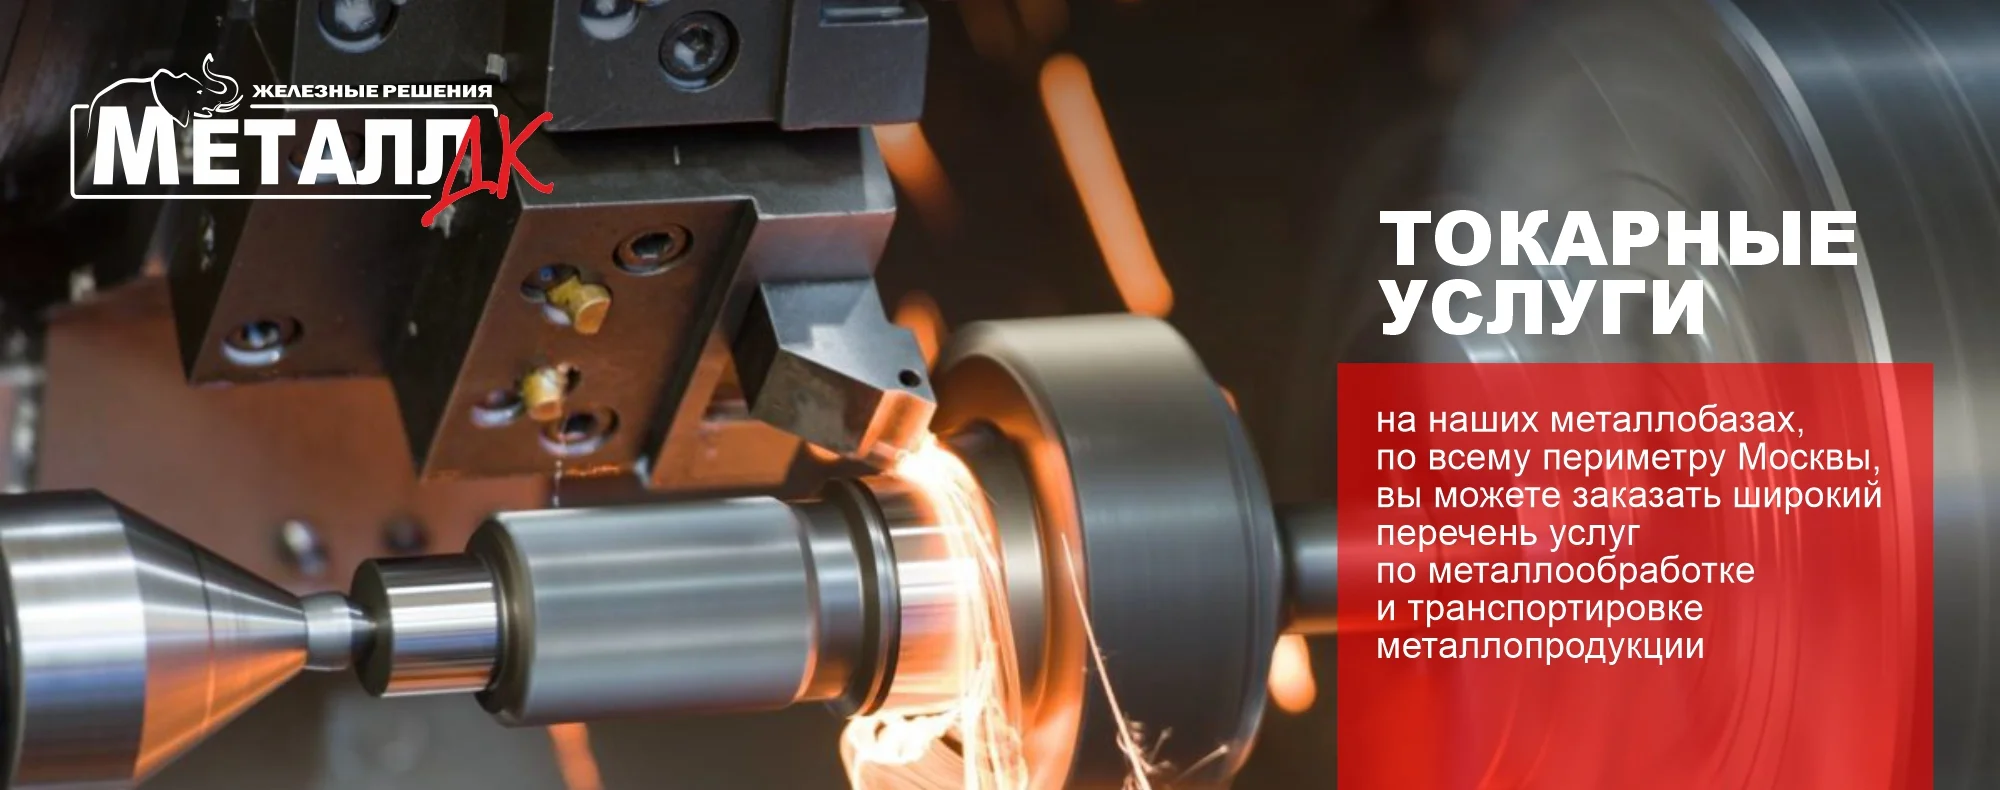 ЖЕЛЕЗНЫЕ РЕШЕНИЯ
МЕТАЛЛДК
ТОКАРНЫЕ
УСЛУГИ
на наших металлобазах,
по всему периметру Москвы,
вы можете заказать широкий
перечень услуг
по металлообработке
и транспортировке
металлопродукции